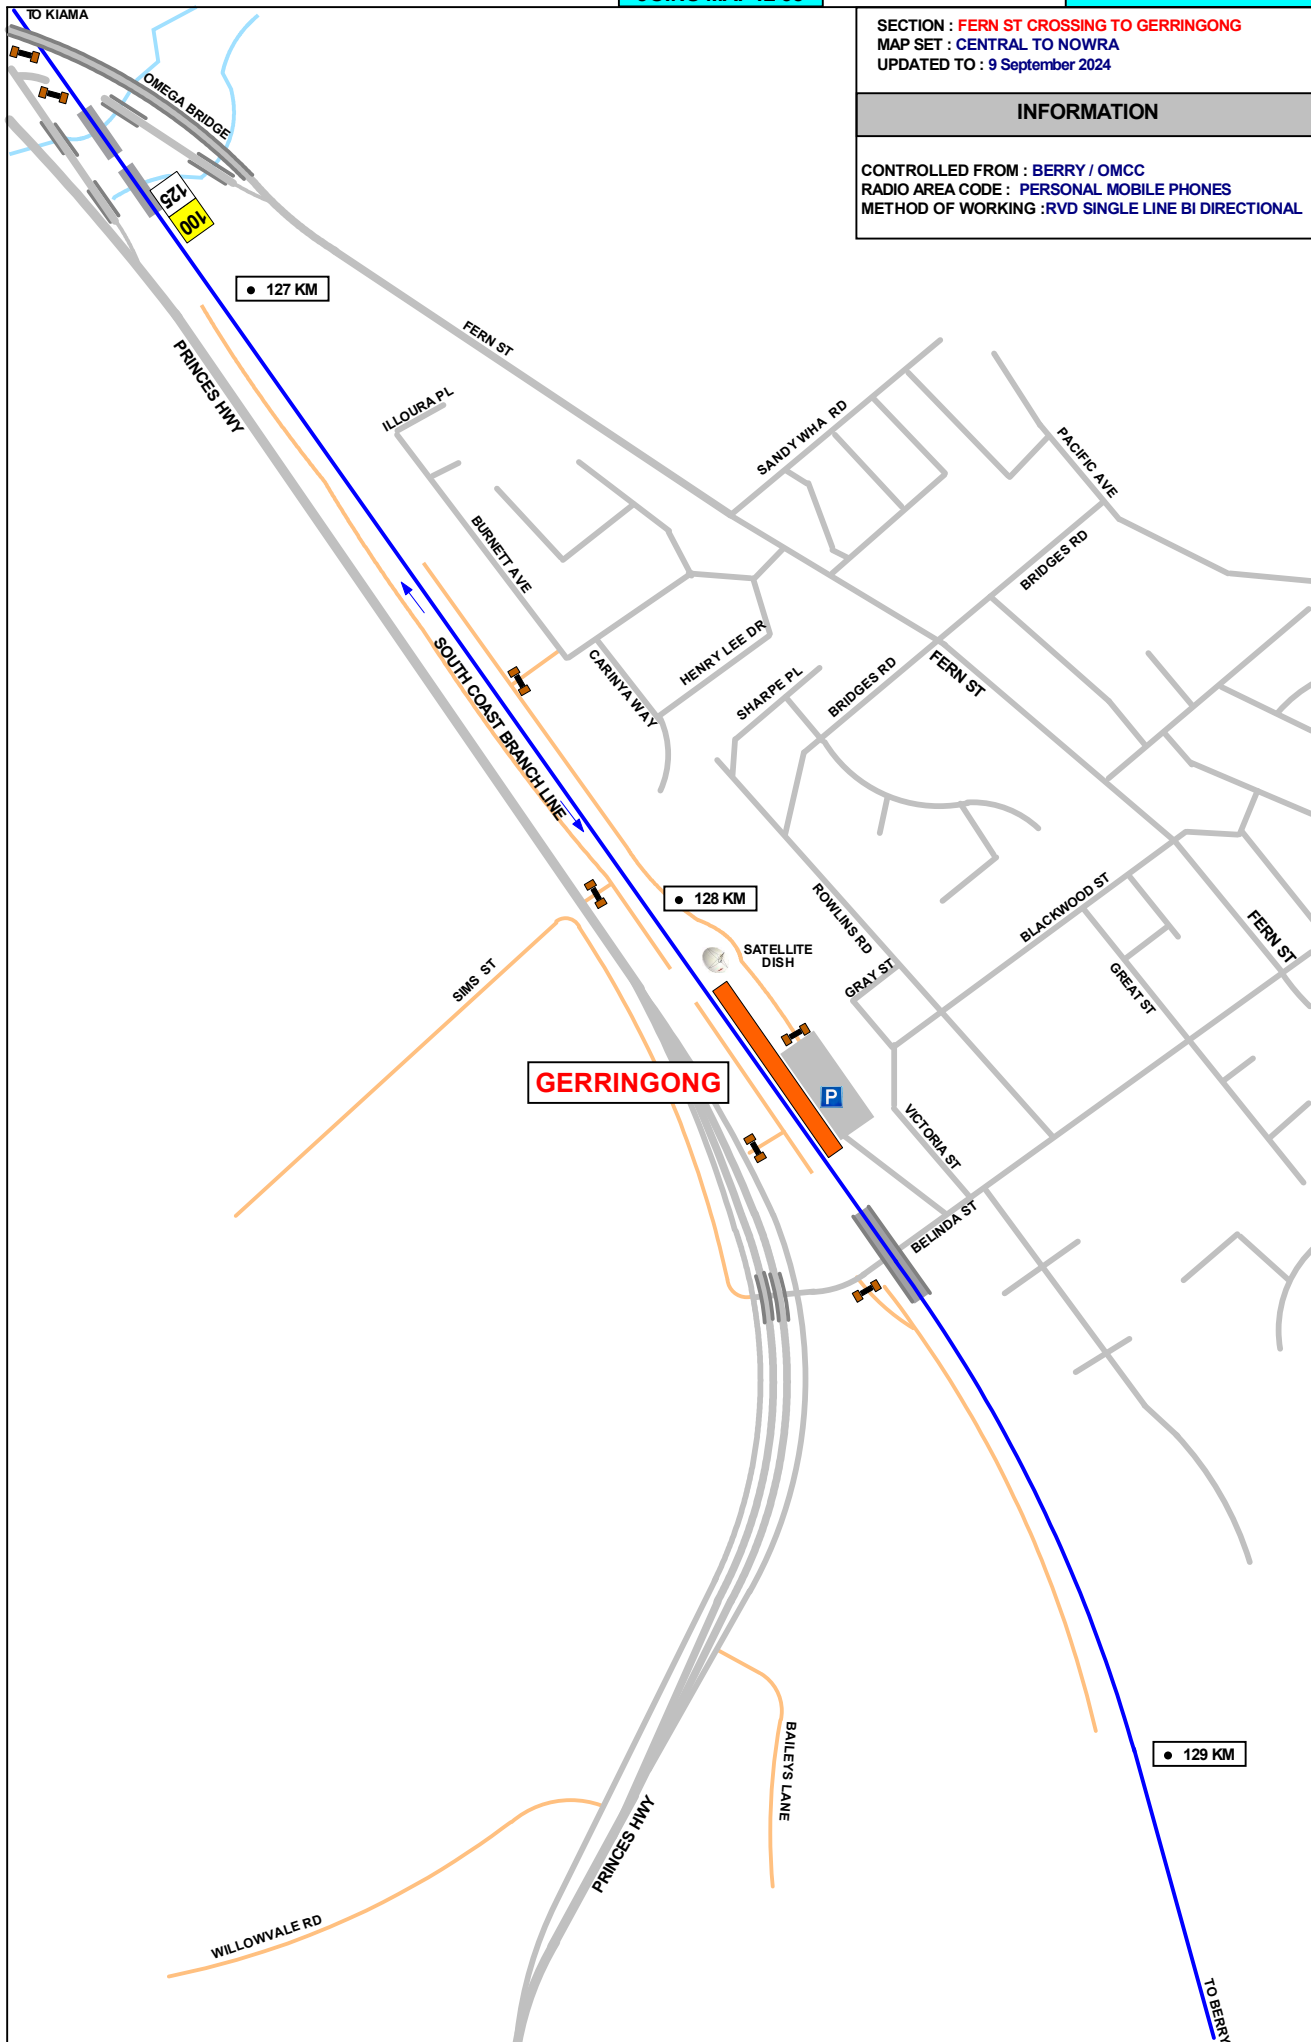 TO KIAMA
SECTION : FERN ST CROSSING TO GERRINGONG
MAP SET : CENTRAL TO NOWRA
UPDATED TO : 9 September 2024
INFORMATION
CONTROLLED FROM : BERRY / OMCC
RADIO AREA CODE : PERSONAL MOBILE PHONES
METHOD OF WORKING :RVD SINGLE LINE BI DIRECTIONAL
OMEGA BRIDGE
125
100
127 KM
FERN ST
PRINCES HWY
ILLOURA PL
SANDY WHA RD
PACIFIC AVE
BURNETT AVE
BRIDGES RD
SOUTH COAST BRANCH LINE
CARINYA WAY
HENRY LEE DR
SHARPE PL
BRIDGES RD
FERN ST
128 KM
ROWLINS RD
BLACKWOOD ST
FERN ST
SATELLITE
DISH
SIMS ST
GRAY ST
GREAT ST
GERRINGONG
P
VICTORIA ST
BELINDA ST
BAILEYS LANE
129 KM
PRINCES HWY
WILLOWVALE RD
TO BERRY